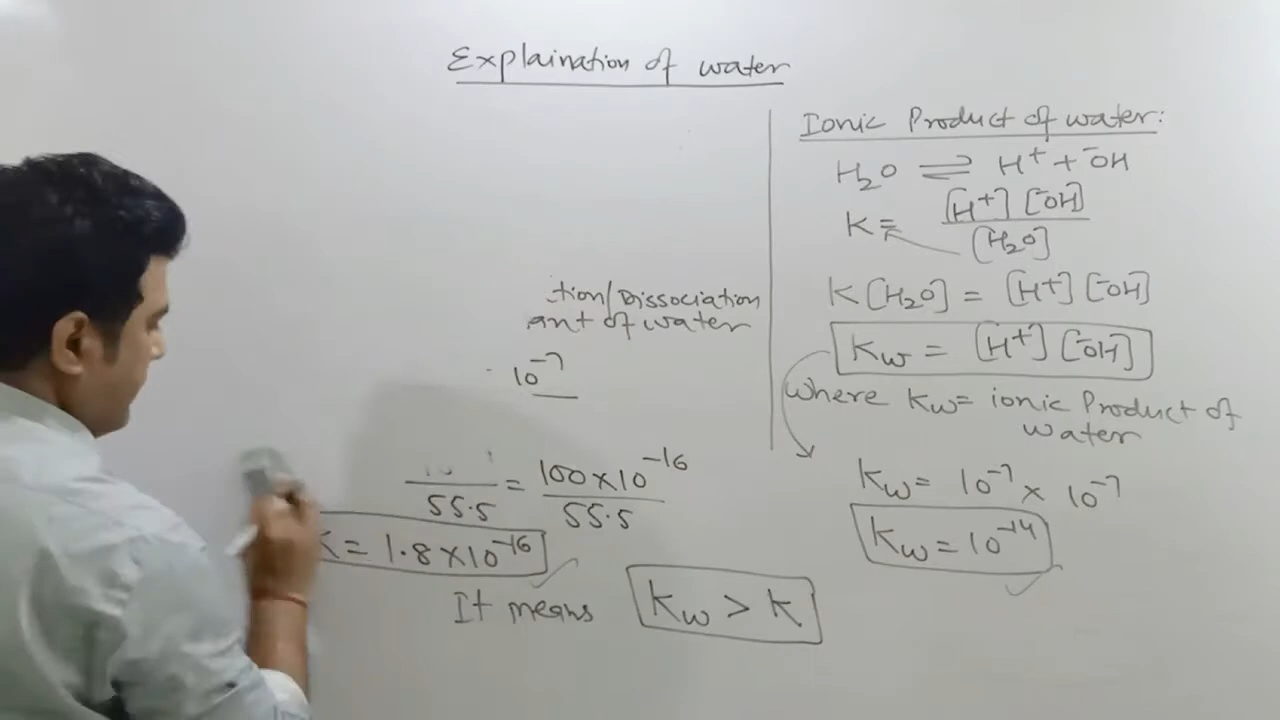 Explaination of water
tion/Dissociation
ant of water
10⁻⁷
55.5 = 100×10⁻¹⁶ / 55.5
K = 1.8×10⁻¹⁶
It means Kw > K
Ionic Product of water:
H₂O ⇌ H⁺ + ⁻OH
K = [H⁺] [⁻OH] / [H₂O]
K [H₂O] = [H⁺] [⁻OH]
Kw = [H⁺] [⁻OH]
where Kw = ionic Product of
water
Kw = 10⁻⁷ × 10⁻⁷
Kw = 10⁻¹⁴